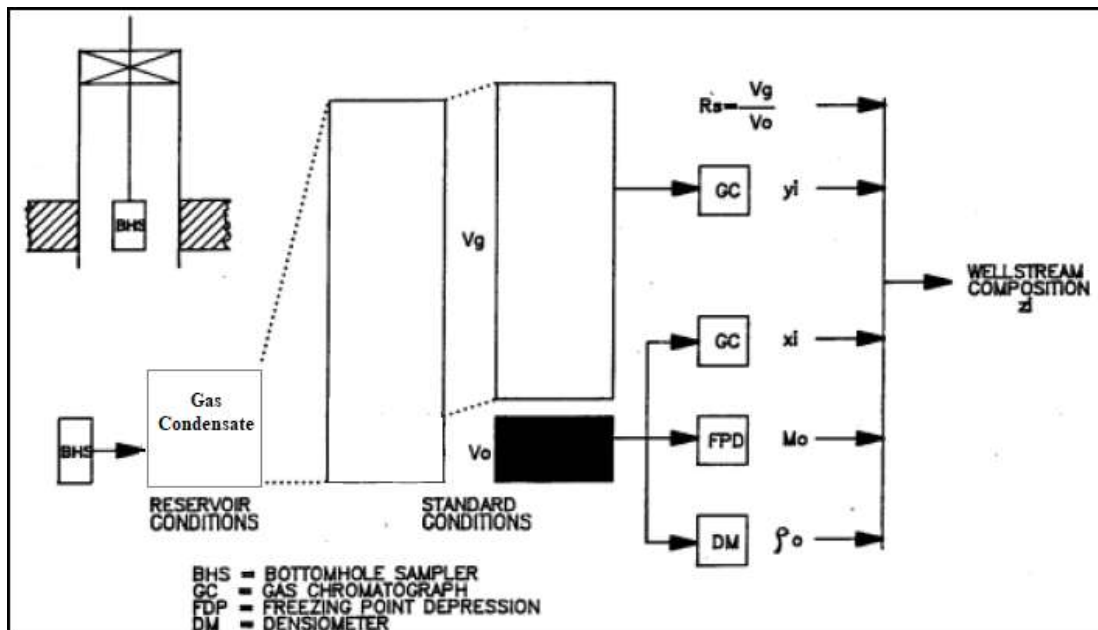 BHS
BHS
Gas
Condensate
RESERVOIR
CONDITIONS
Vg
Vo
STANDARD
CONDITIONS
Rs=Vg
Vo
GC yi
GC xi
FPD Mo
DM ρo
WELLSTREAM
COMPOSITION
zi
BHS = BOTTOMHOLE SAMPLER
GC = GAS CHROMATOGRAPH
FDP = FREEZING POINT DEPRESSION
DM = DENSIOMETER